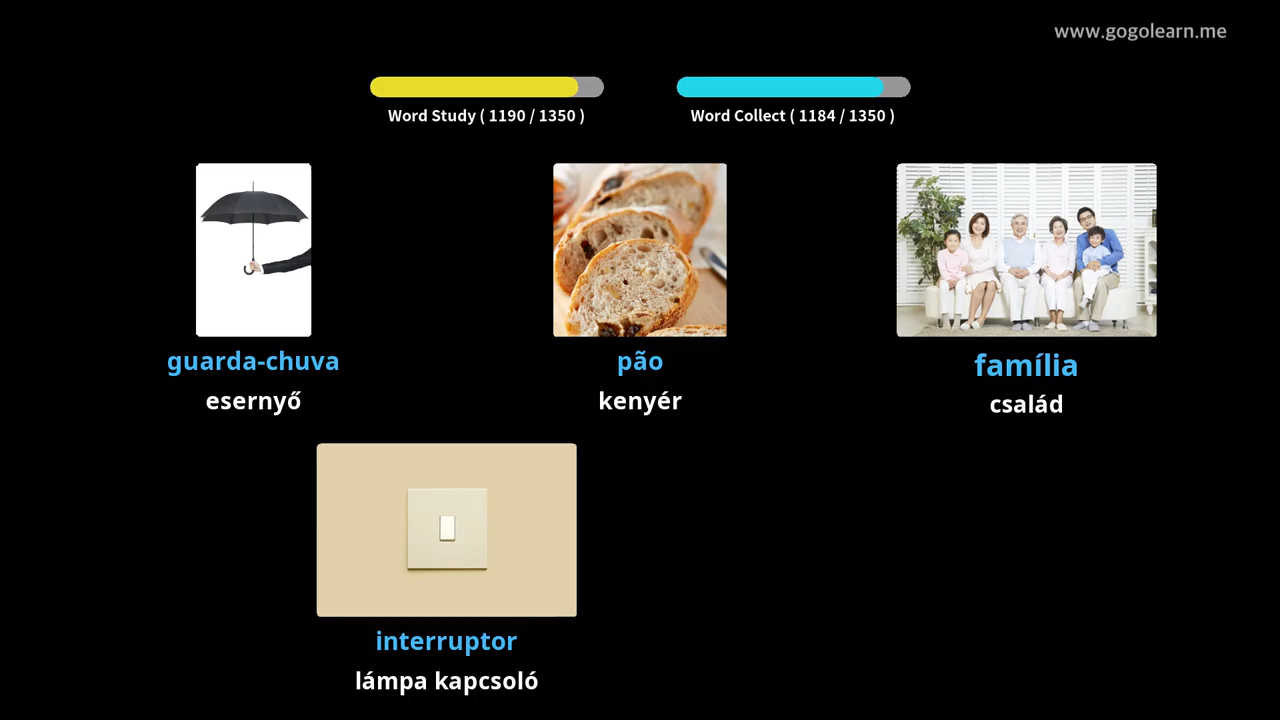 www.gogolearn.me
Word Study ( 1190 / 1350 )
Word Collect ( 1184 / 1350 )
guarda-chuva
esernyő
pão
kenyér
família
család
interruptor
lámpa kapcsoló